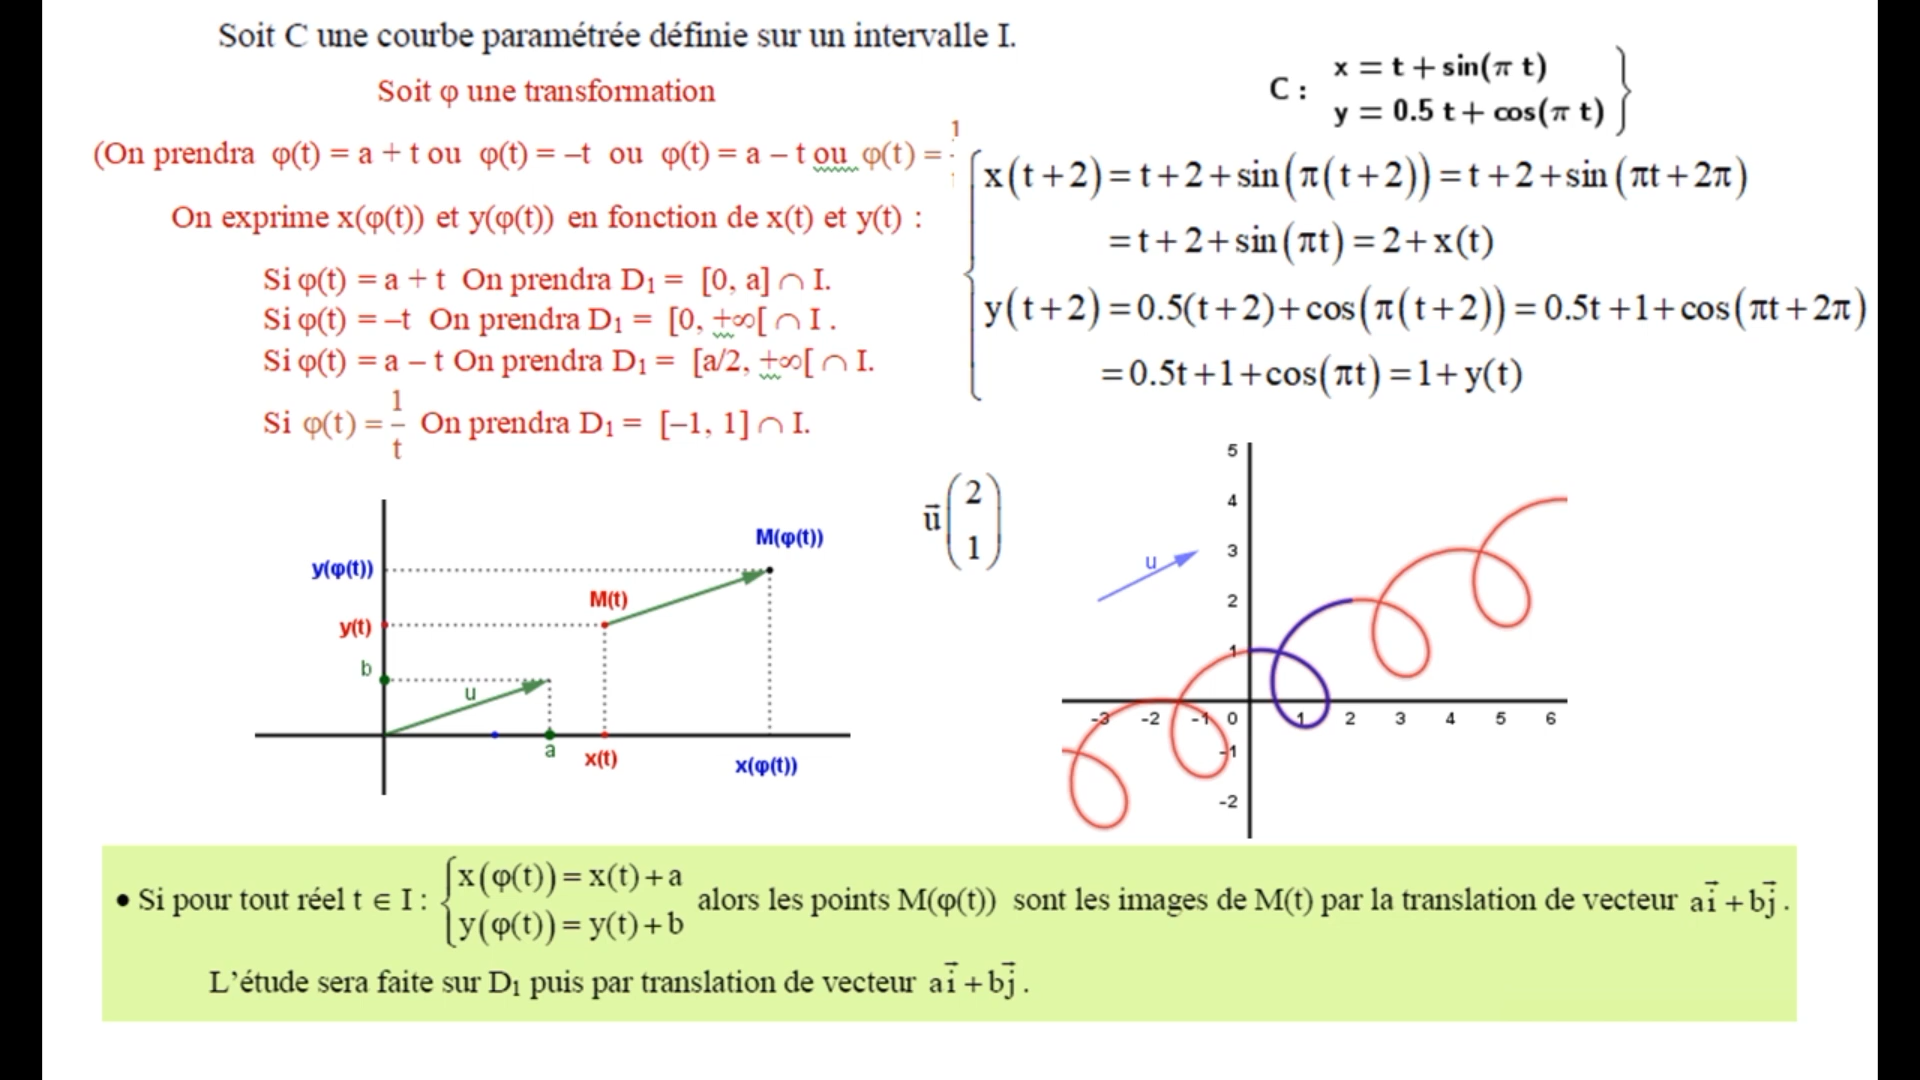 Soit C une courbe paramétrée définie sur un intervalle I.
Soit φ une transformation
(On prendra φ(t) = a + t ou φ(t) = –t ou φ(t) = a – t ou φ(t) = 1
On exprime x(φ(t)) et y(φ(t)) en fonction de x(t) et y(t) :
Si φ(t) = a + t On prendra D₁ = [0, a] ∩ I.
Si φ(t) = –t On prendra D₁ = [0, +∞[ ∩ I .
Si φ(t) = a – t On prendra D₁ = [a/2, +∞[ ∩ I.
Si φ(t) = 1/t On prendra D₁ = [–1, 1] ∩ I.
C : x = t + sin(π t)
y = 0.5 t + cos(π t)
x(t+2) = t+2+sin(π(t+2)) = t+2+sin(πt+2π)
= t+2+sin(πt) = 2+x(t)
y(t+2) = 0.5(t+2)+cos(π(t+2)) = 0.5t+1+cos(πt+2π)
= 0.5t+1+cos(πt) = 1+y(t)
M(φ(t))
y(φ(t))
M(t)
y(t)
b
u
a
x(t)
x(φ(t))
u⃗ (2
1)
5
4
3
u
2
1
-3 -2 -1 0 1 2 3 4 5 6
-1
-2
• Si pour tout réel t ∈ I : {x(φ(t)) = x(t)+a
y(φ(t)) = y(t)+b alors les points M(φ(t)) sont les images de M(t) par la translation de vecteur ai⃗ + bj⃗ .
L’étude sera faite sur D₁ puis par translation de vecteur ai⃗ + bj⃗ .